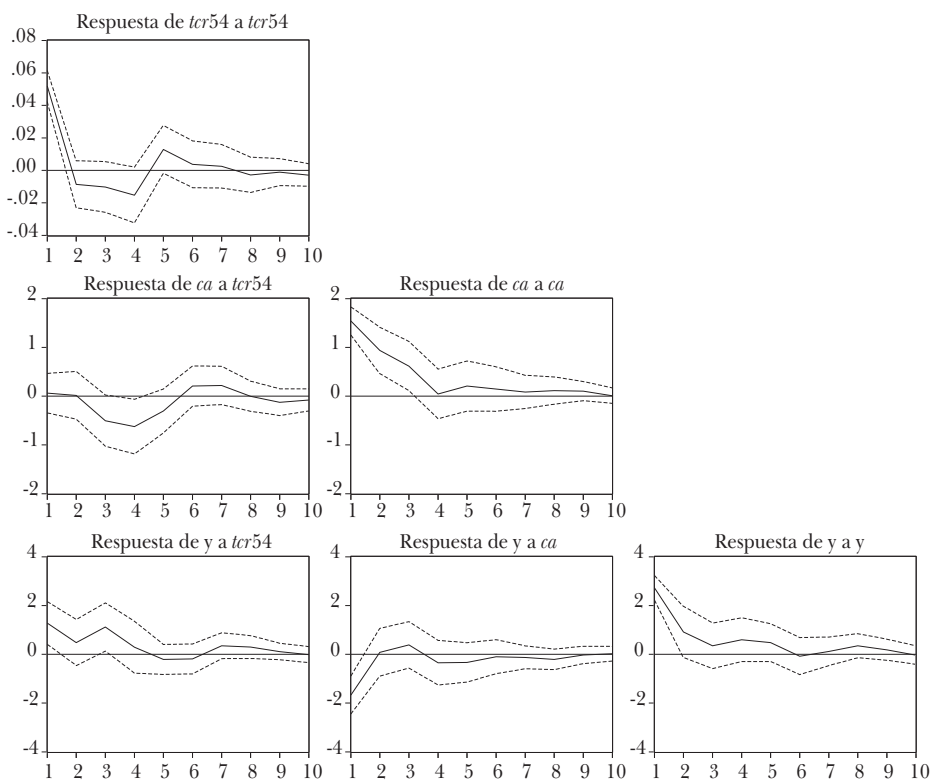 Respuesta de tcr54 a tcr54
.08
.06
.04
.02
.00
-.02
-.04
1 2 3 4 5 6 7 8 9 10
Respuesta de ca a tcr54
2
1
0
-1
-2
1 2 3 4 5 6 7 8 9 10
Respuesta de ca a ca
2
1
0
-1
-2
1 2 3 4 5 6 7 8 9 10
Respuesta de y a tcr54
4
2
0
-2
-4
1 2 3 4 5 6 7 8 9 10
Respuesta de y a ca
4
2
0
-2
-4
1 2 3 4 5 6 7 8 9 10
Respuesta de y a y
4
2
0
-2
-4
1 2 3 4 5 6 7 8 9 10